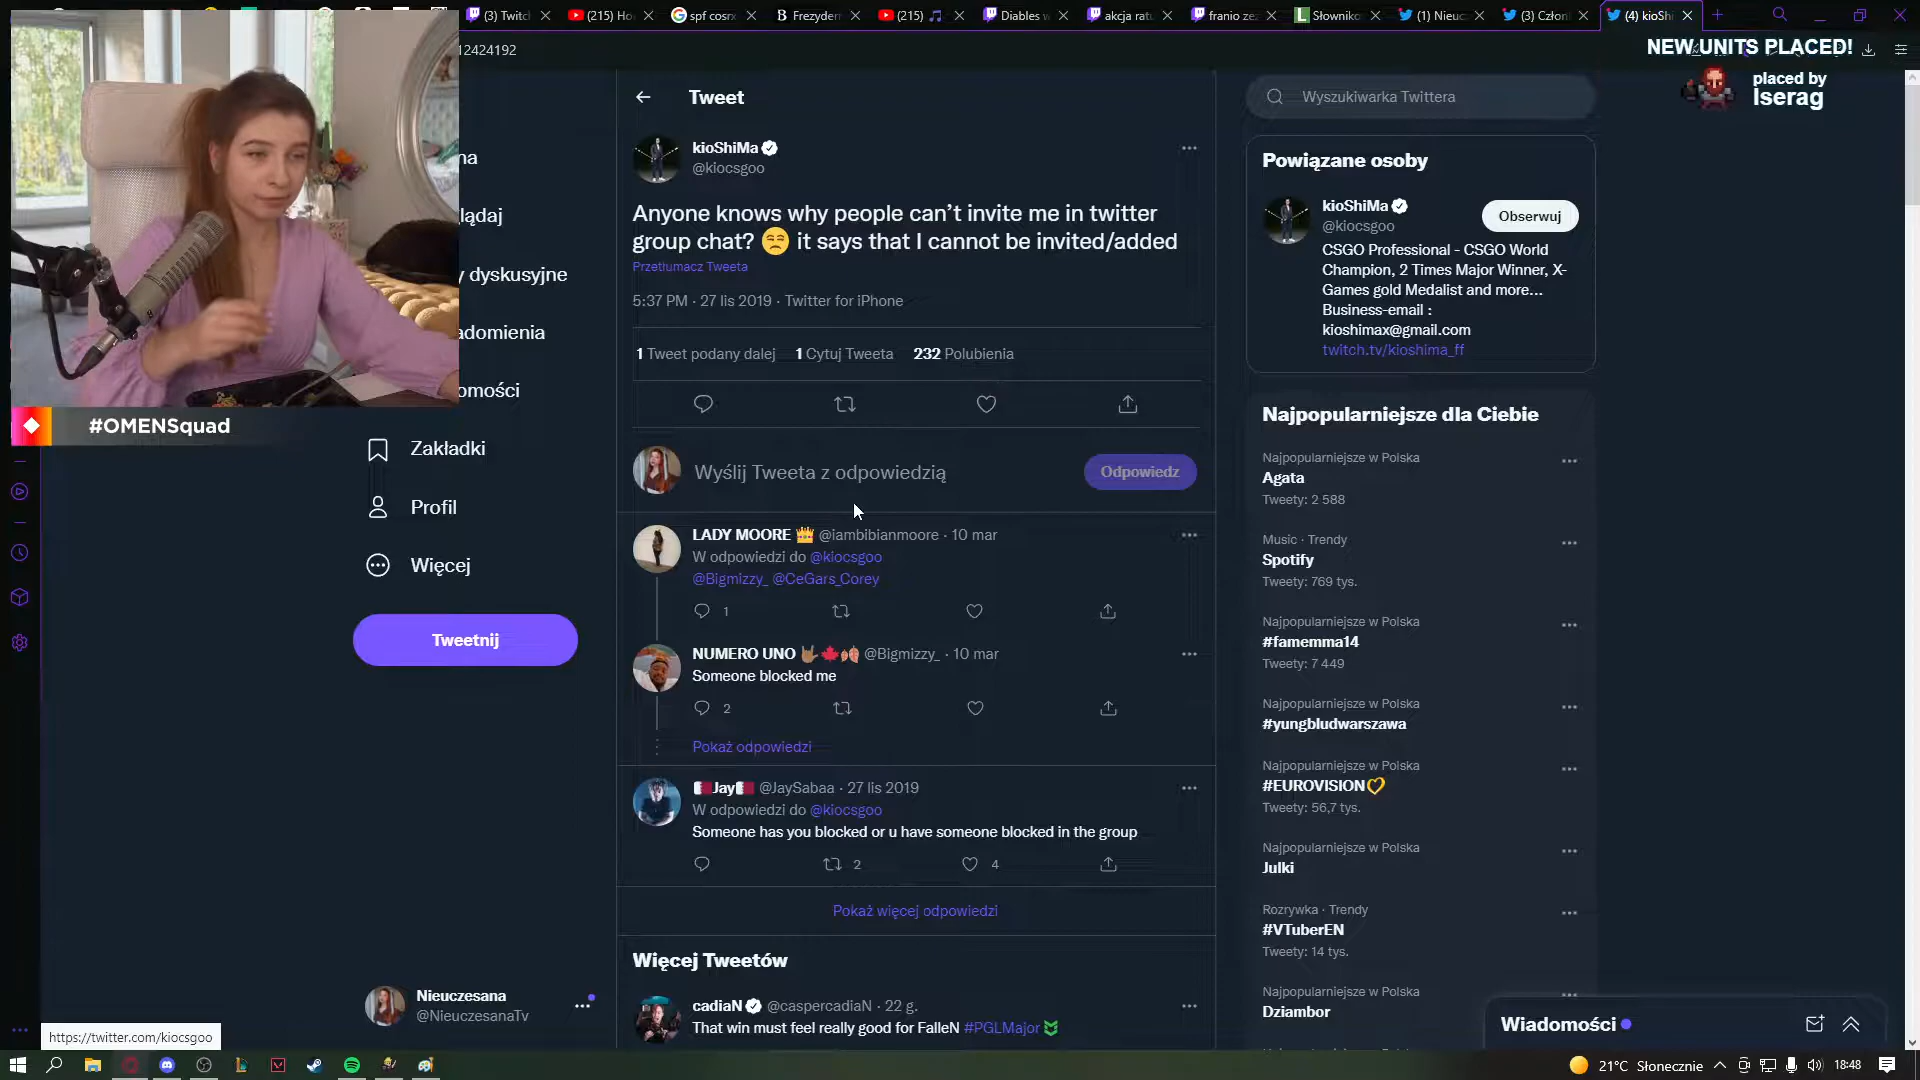 (3) Twitch
(215) Ho
spf cosm
Frezyder
(215)
Diables w
akcja ratu
franio zez
Słowniko
(1) Nieuc
(3) Człon
(4) kioShi
12424192
NEW UNITS PLACED!
placed by
lserag
na
lądaj
y dyskusyjne
adomienia
omości
#OMENSquad
Zakładki
Profil
Więcej
Tweetnij
Nieuczesana
@NieuczesanaTv
https://twitter.com/kiocsgoo
Tweet
kioShiMa
@kiocsgoo
Anyone knows why people can’t invite me in twitter
group chat? 😒 it says that I cannot be invited/added
Przetłumacz Tweeta
5:37 PM · 27 lis 2019 · Twitter for iPhone
1 Tweet podany dalej 1 Cytuj Tweeta 232 Polubienia
Wyślij Tweeta z odpowiedzią
Odpowiedz
LADY MOORE 👑 @iambibianmoore · 10 mar
W odpowiedzi do @kiocsgoo
@Bigmizzy_ @CeGars_Corey
1
NUMERO UNO 🤟🏽🍁🙏🏽 @Bigmizzy_ · 10 mar
Someone blocked me
2
Pokaż odpowiedzi
Jay @JaySabaa · 27 lis 2019
W odpowiedzi do @kiocsgoo
Someone has you blocked or u have someone blocked in the group
2 4
Pokaż więcej odpowiedzi
Więcej Tweetów
cadiaN @caspercadiaN · 22 g.
That win must feel really good for FalleN #PGLMajor
Wyszukiwarka Twittera
Powiązane osoby
kioShiMa
@kiocsgoo
Obserwuj
CSGO Professional - CSGO World
Champion, 2 Times Major Winner, X-
Games gold Medalist and more...
Business-email :
kioshimax@gmail.com
twitch.tv/kioshima_ff
Najpopularniejsze dla Ciebie
Najpopularniejsze w Polska
Agata
Tweety: 2 588
Music · Trendy
Spotify
Tweety: 769 tys.
Najpopularniejsze w Polska
#famemma14
Tweety: 7 449
Najpopularniejsze w Polska
#yungbludwarszawa
Najpopularniejsze w Polska
#EUROVISION
Tweety: 56,7 tys.
Najpopularniejsze w Polska
Julki
Rozrywka · Trendy
#VTuberEN
Tweety: 14 tys.
Najpopularniejsze w Polska
Dziambor
Wiadomości
21°C Słonecznie
18:48